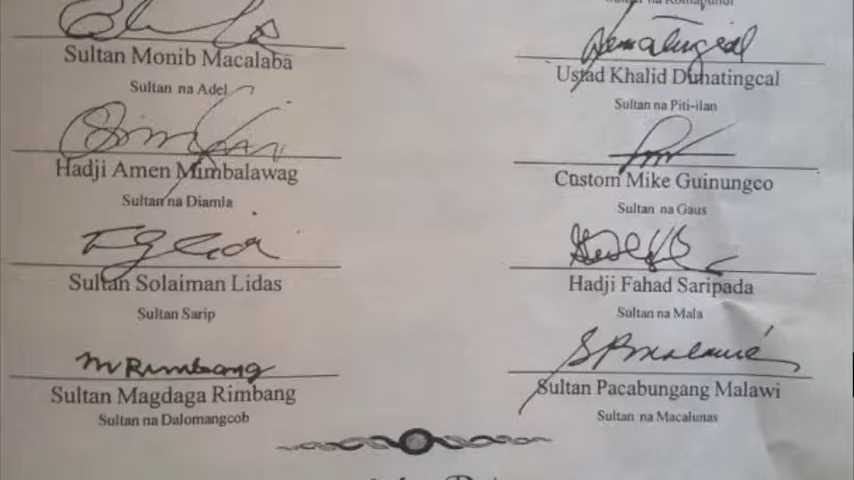 Sultan Monib Macalaba
Sultan na Adel
Hadji Amen Mimbalawag
Sultan na Diamla
Sultan Solaiman Lidas
Sultan Sarip
M Rimbang
Sultan Magdaga Rimbang
Sultan na Dalomangcob
Ustad Khalid Dimatingcal
Sultan na Piti-ilan
Custom Mike Guinungco
Sultan na Gaus
Hadji Fahad Saripada
Sultan na Mala
Sultan Pacabungang Malawi
Sultan na Macalunas